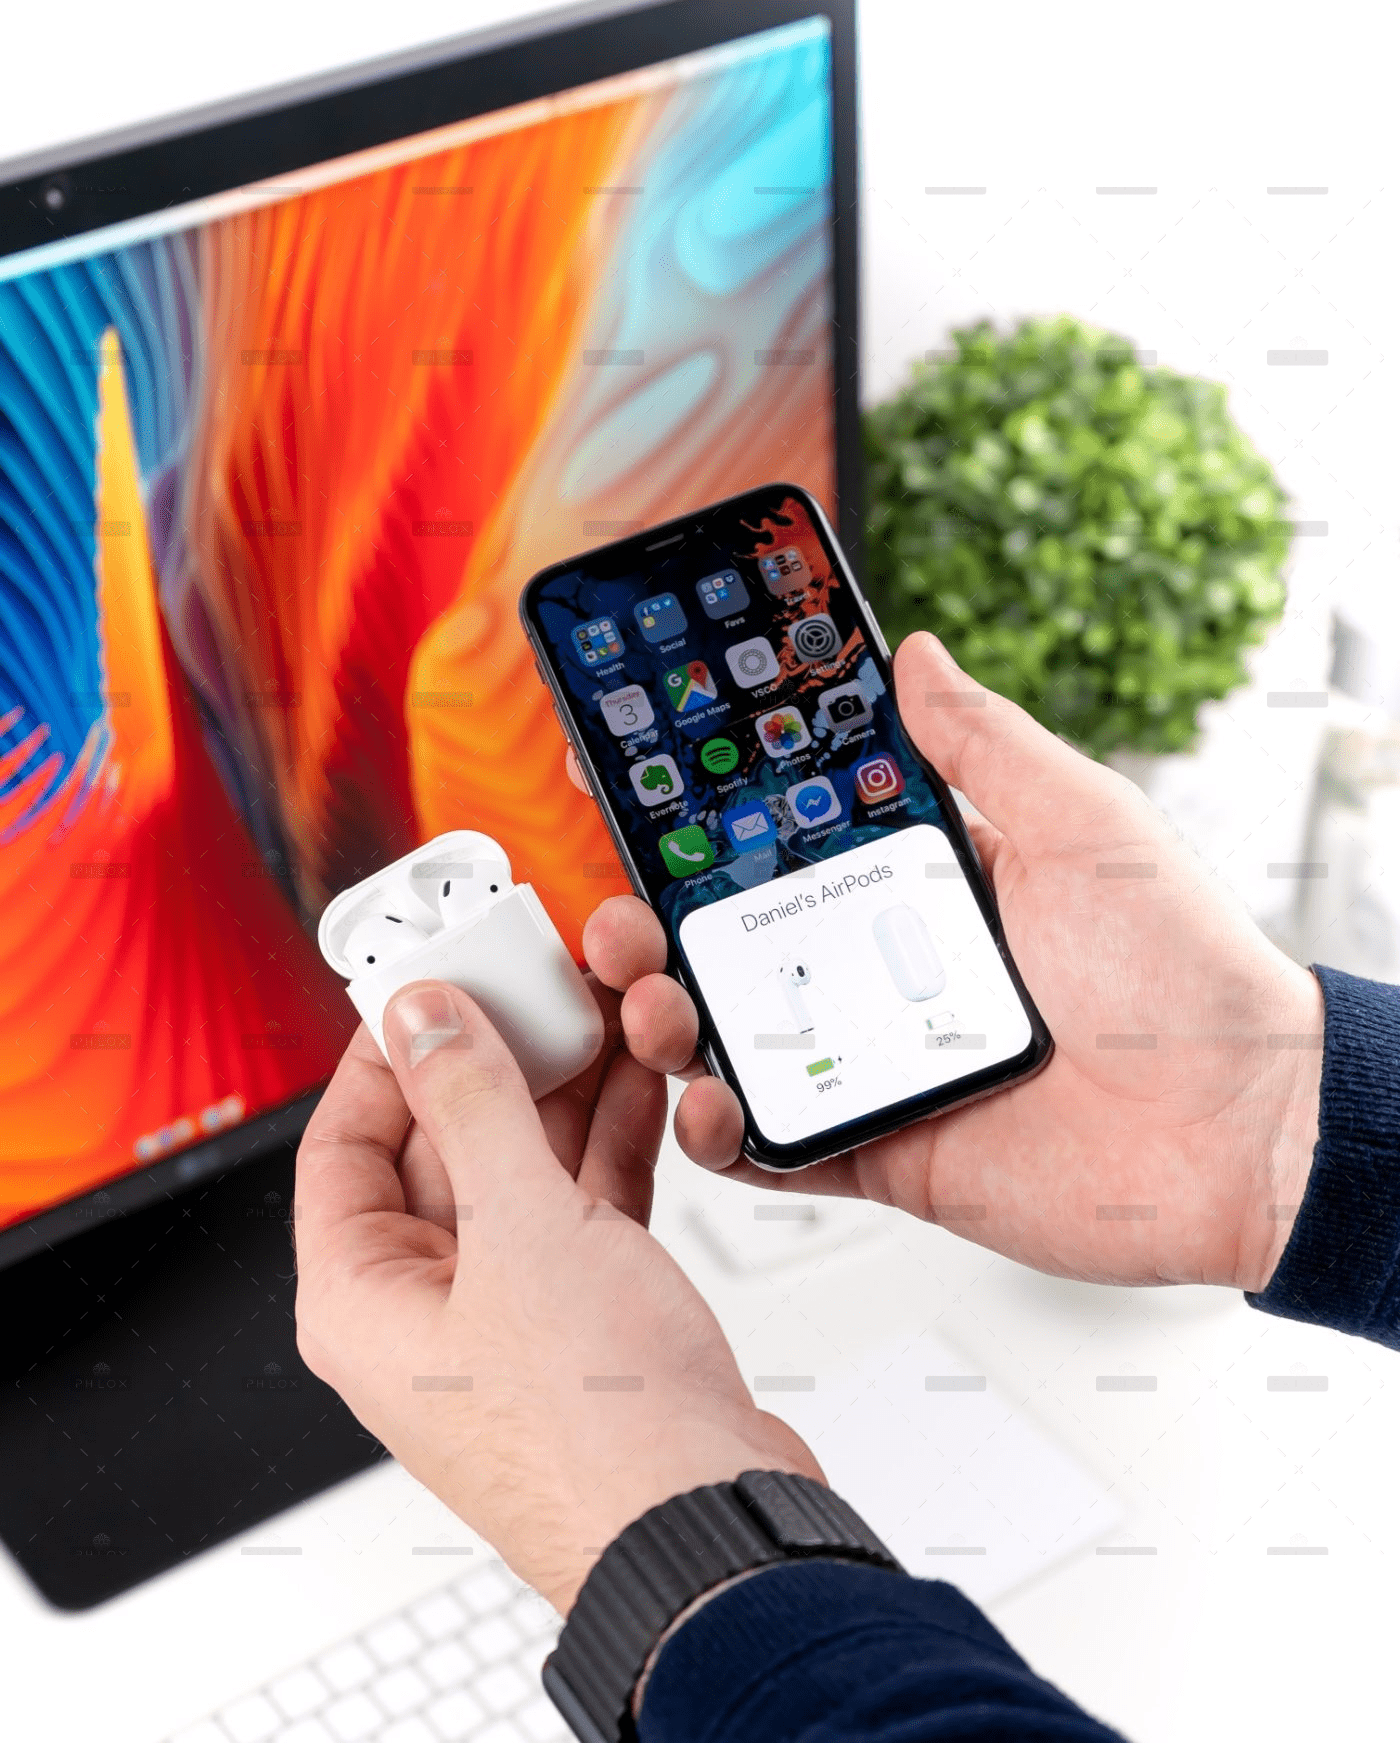 Health
Social
Favs
Travel
Thursday
3
Calendar
Google Maps
VSCO
Settings
Evernote
Spotify
Photos
Camera
Phone
Mail
Messenger
Instagram
Daniel's AirPods
99%
25%
PHLOX